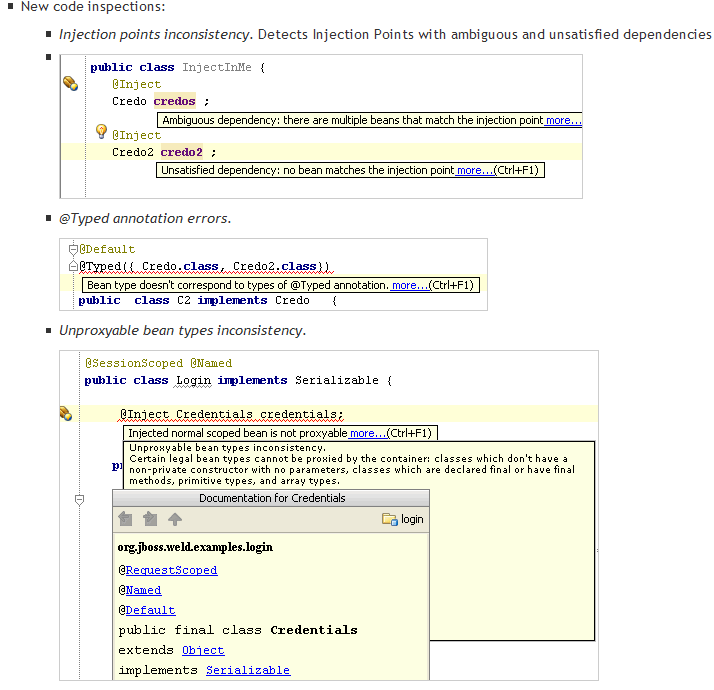 New code inspections:
Injection points inconsistency. Detects Injection Points with ambiguous and unsatisfied dependencies
public class InjectInMe {
@Inject
Credo credos ;
Ambiguous dependency: there are multiple beans that match the injection point more...
@Inject
Credo2 credo2 ;
Unsatisfied dependency: no bean matches the injection point more...(Ctrl+F1)
@Typed annotation errors.
@Default
@Typed({ Credo.class, Credo2.class})
Bean type doesn't correspond to types of @Typed annotation. more...(Ctrl+F1)
public class C2 implements Credo {
Unproxyable bean types inconsistency.
@SessionScoped @Named
public class Login implements Serializable {
@Inject Credentials credentials;
Injected normal scoped bean is not proxyable more...(Ctrl+F1)
Unproxyable bean types inconsistency.
Certain legal bean types cannot be proxied by the container: classes which don't have a
pr non-private constructor with no parameters, classes which are declared final or have final
methods, primitive types, and array types.
Documentation for Credentials
login
org.jboss.weld.examples.login
@RequestScoped
@Named
@Default
public final class Credentials
extends Object
implements Serializable